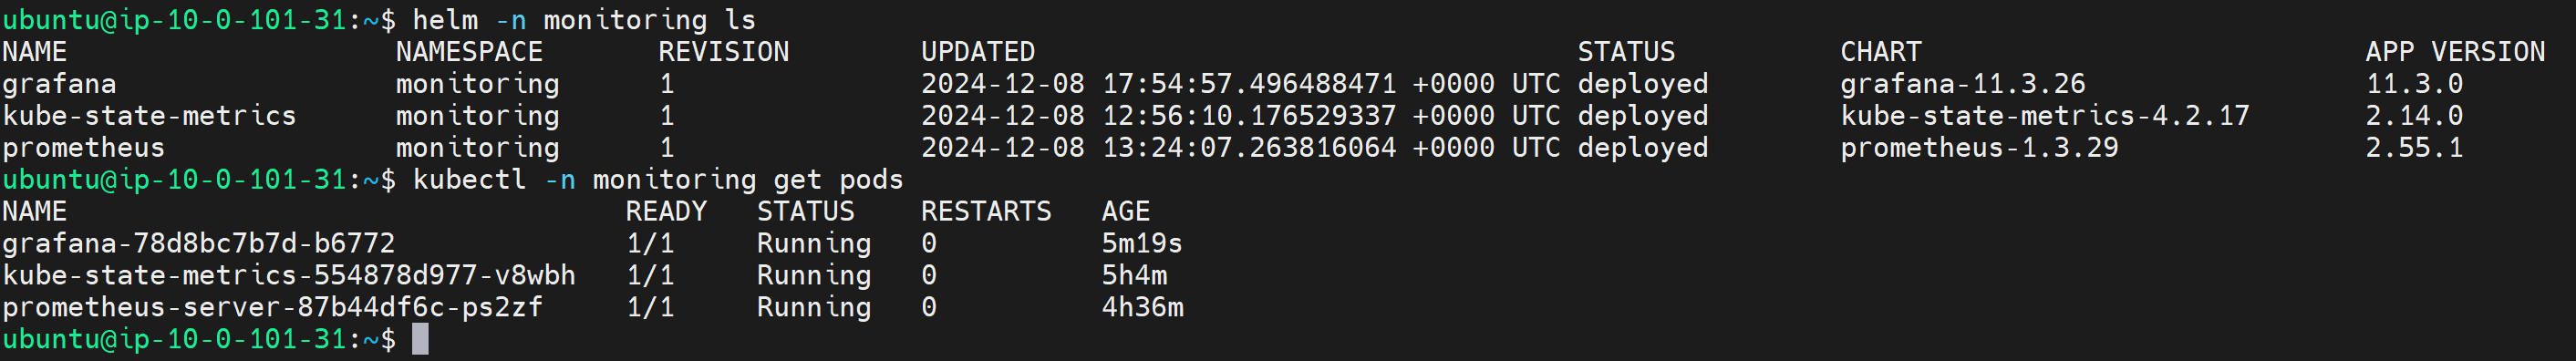 ubuntu@ip-10-0-101-31:~$ helm -n monitoring ls
NAME NAMESPACE REVISION UPDATED STATUS CHART APP VERSION
grafana monitoring 1 2024-12-08 17:54:57.496488471 +0000 UTC deployed grafana-11.3.26 11.3.0
kube-state-metrics monitoring 1 2024-12-08 12:56:10.176529337 +0000 UTC deployed kube-state-metrics-4.2.17 2.14.0
prometheus monitoring 1 2024-12-08 13:24:07.263816064 +0000 UTC deployed prometheus-1.3.29 2.55.1
ubuntu@ip-10-0-101-31:~$ kubectl -n monitoring get pods
NAME READY STATUS RESTARTS AGE
grafana-78d8bc7b7d-b6772 1/1 Running 0 5m19s
kube-state-metrics-554878d977-v8wbh 1/1 Running 0 5h4m
prometheus-server-87b44df6c-ps2zf 1/1 Running 0 4h36m
ubuntu@ip-10-0-101-31:~$